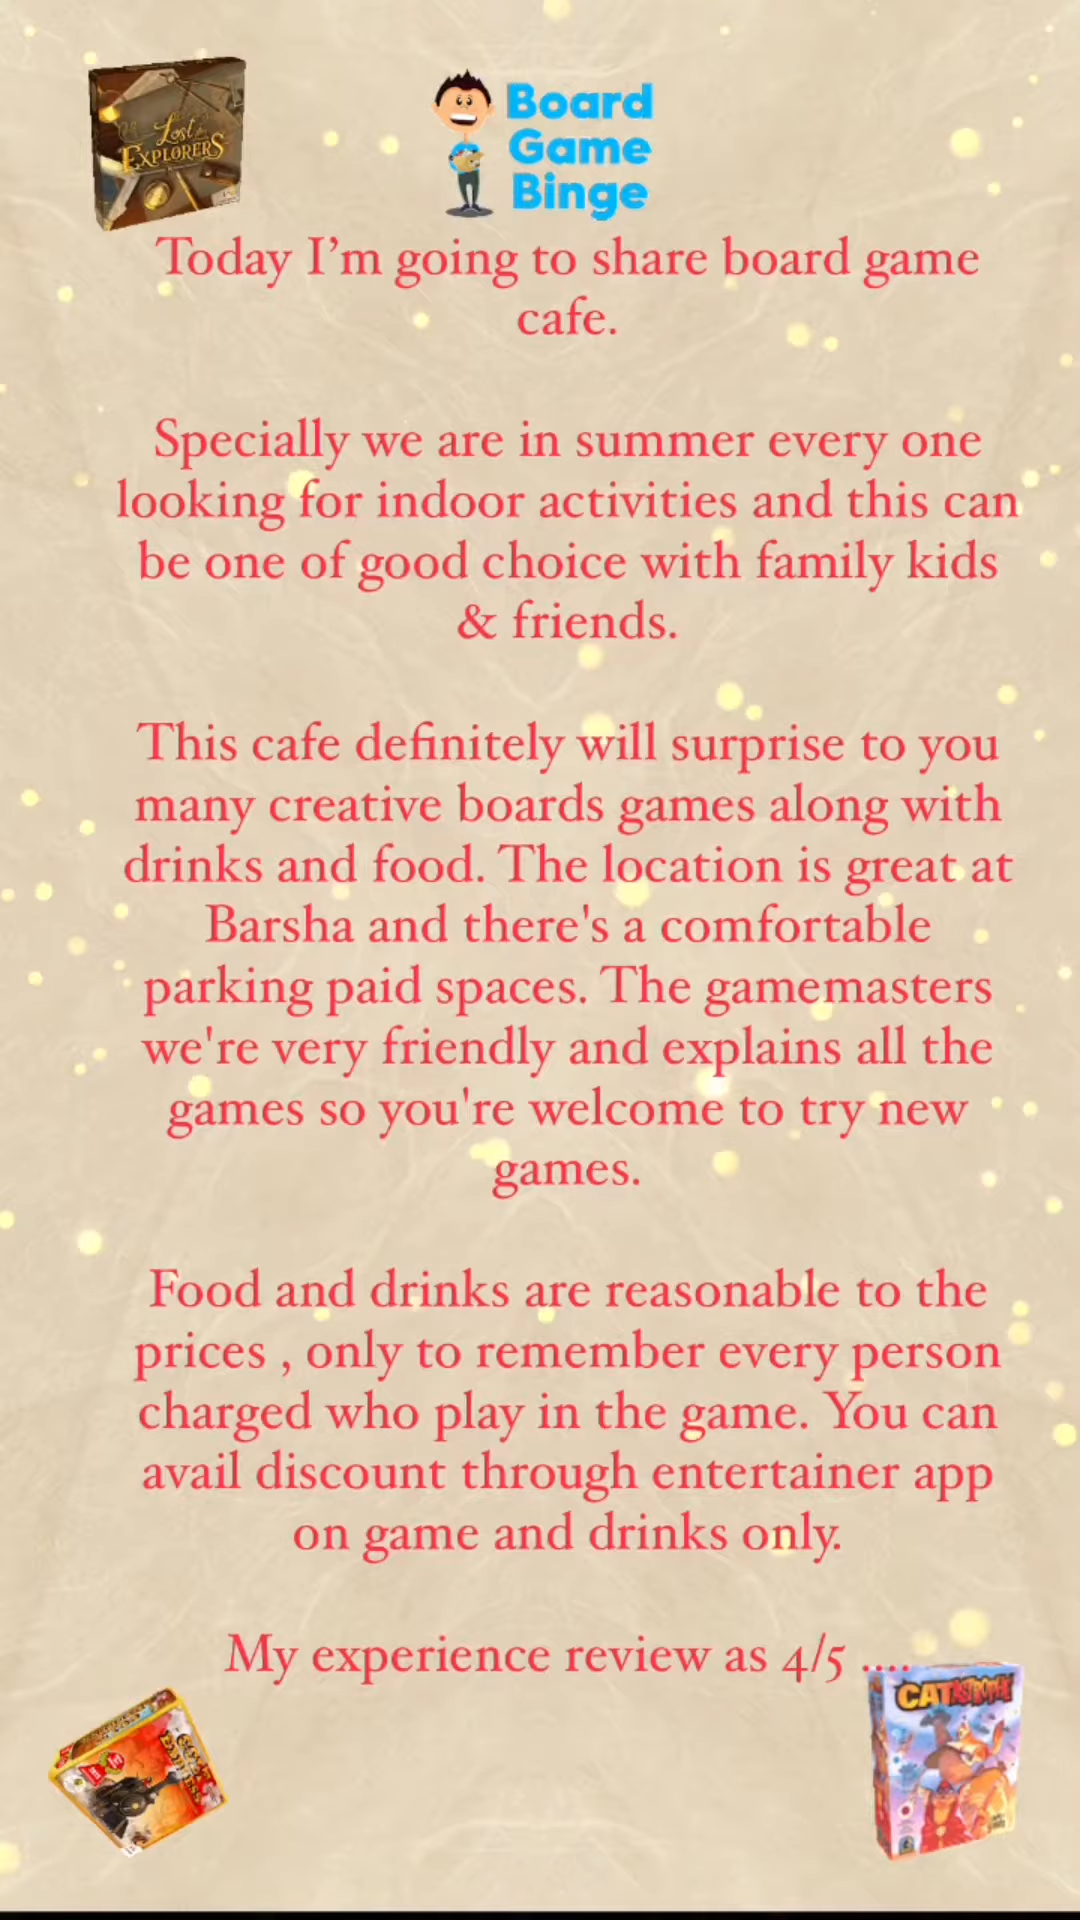 Lost
EXPLORERS
Board
Game
Binge
Today I’m going to share board game
cafe.
Specially we are in summer every one
looking for indoor activities and this can
be one of good choice with family kids
& friends.
This cafe definitely will surprise to you
many creative boards games along with
drinks and food. The location is great at
Barsha and there's a comfortable
parking paid spaces. The gamemasters
we're very friendly and explains all the
games so you're welcome to try new
games.
Food and drinks are reasonable to the
prices , only to remember every person
charged who play in the game. You can
avail discount through entertainer app
on game and drinks only.
My experience review as 4/5 ....